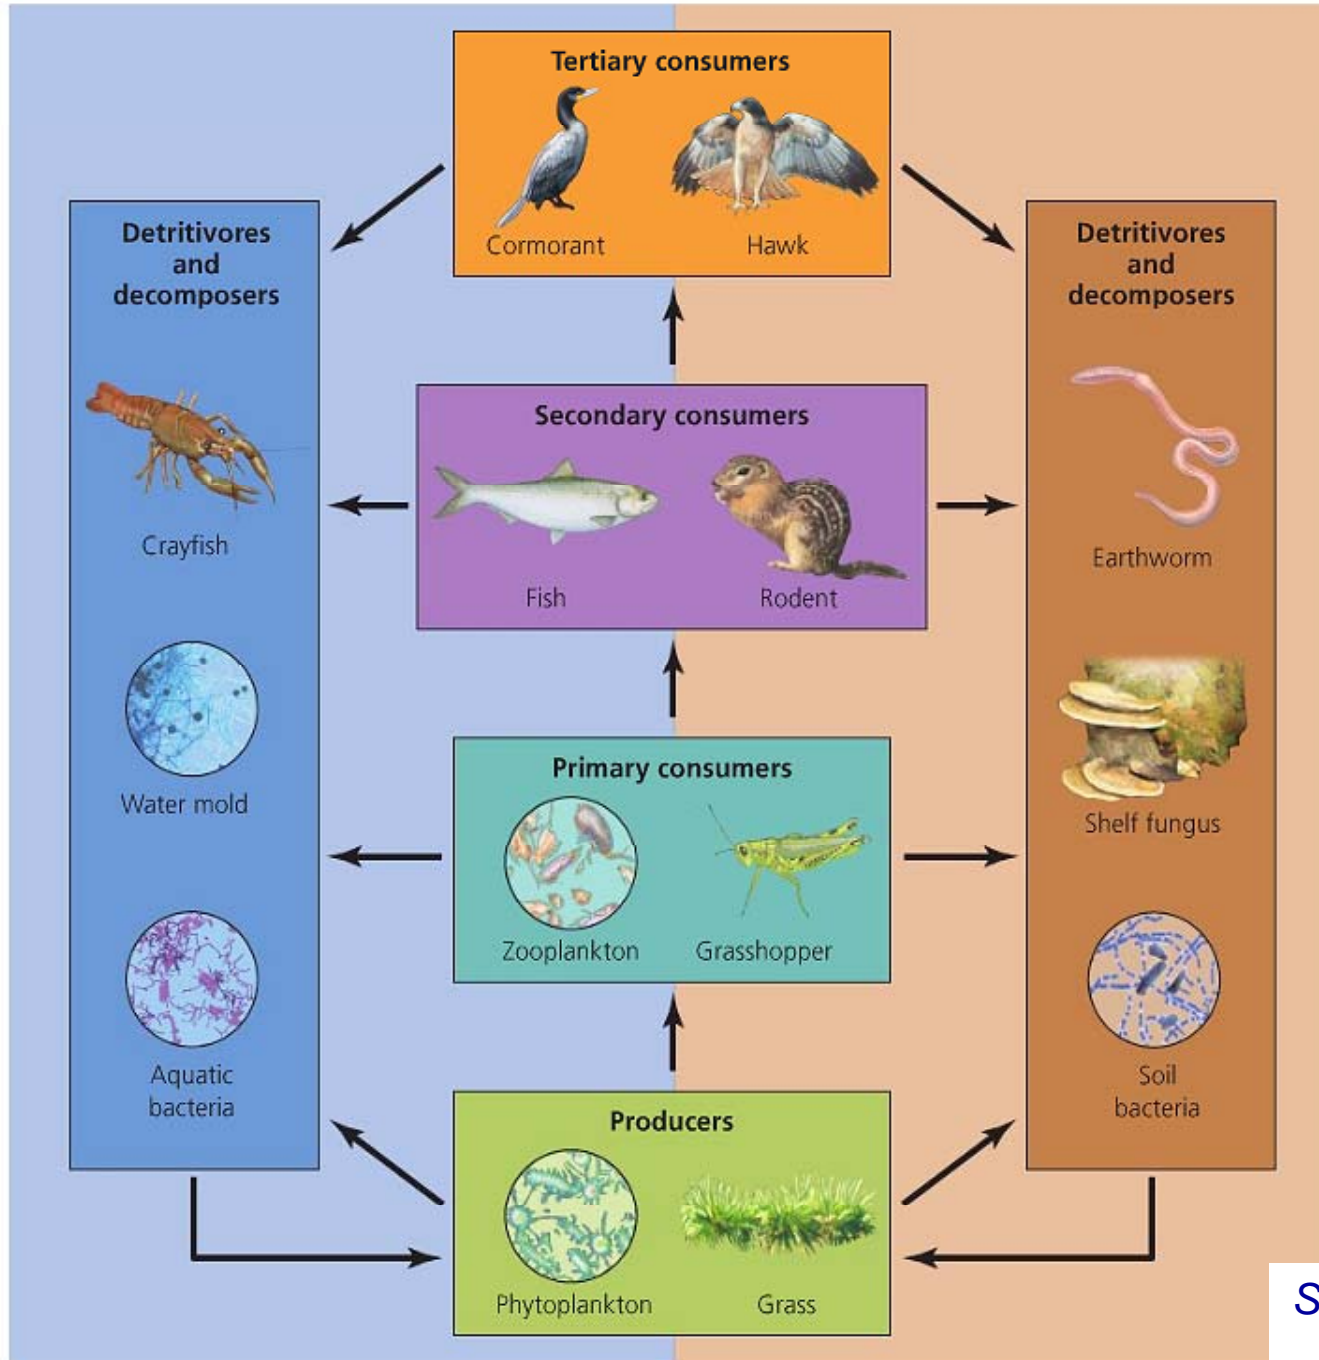 Tertiary consumers
Cormorant
Hawk
Detritivores
and
decomposers
Crayfish
Water mold
Aquatic
bacteria
Secondary consumers
Fish
Rodent
Primary consumers
Zooplankton
Grasshopper
Producers
Phytoplankton
Grass
Detritivores
and
decomposers
Earthworm
Shelf fungus
Soil
bacteria
S